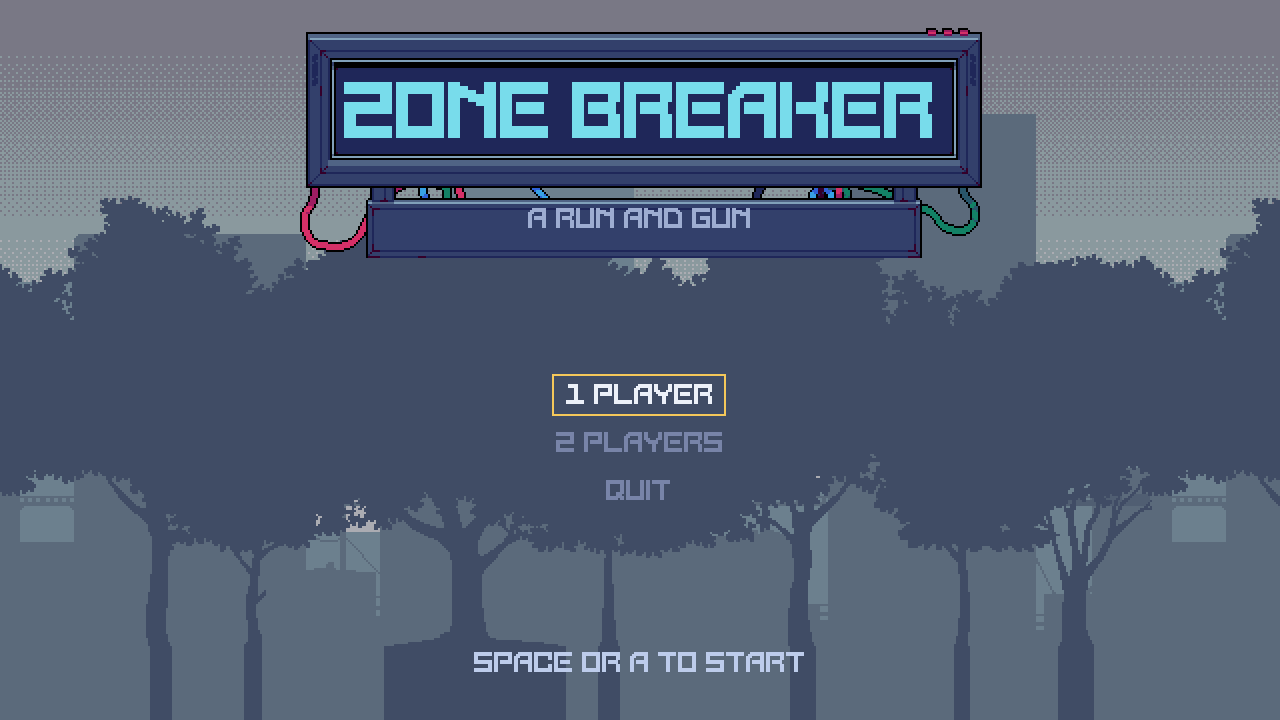 ZONE BREAKER
A RUN AND GUN
1 PLAYER
2 PLAYERS
QUIT
SPACE OR A TO START